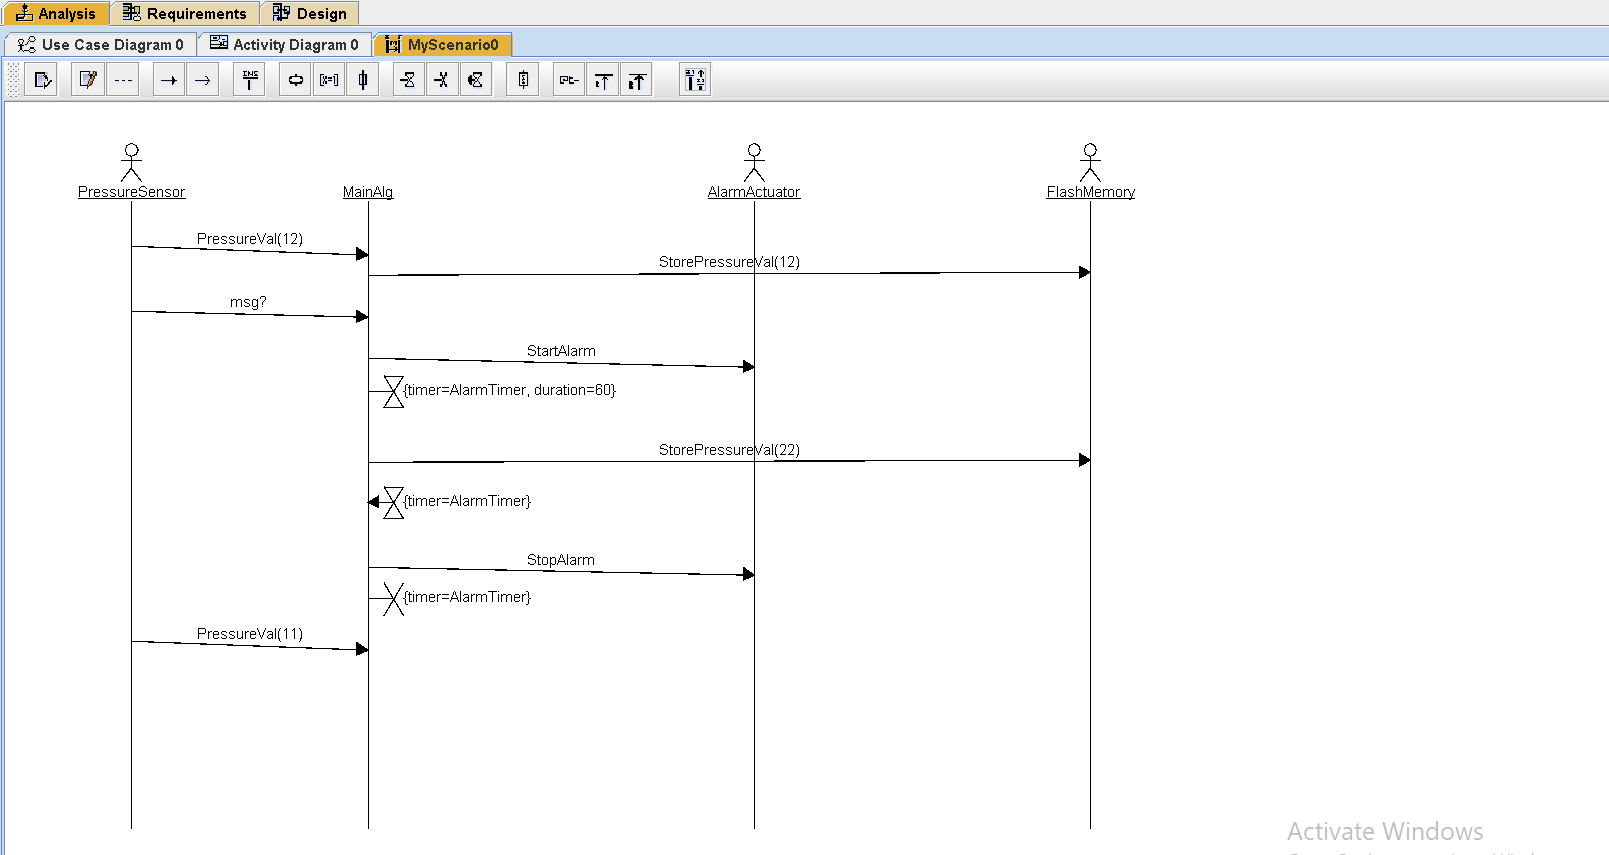 Analysis Requirements Design
Use Case Diagram 0 Activity Diagram 0 MyScenario0
PressureSensor MainAlg AlarmActuator FlashMemory
PressureVal(12)
StorePressureVal(12)
msg?
StartAlarm
{timer=AlarmTimer, duration=60}
StorePressureVal(22)
{timer=AlarmTimer}
StopAlarm
{timer=AlarmTimer}
PressureVal(11)
Activate Windows